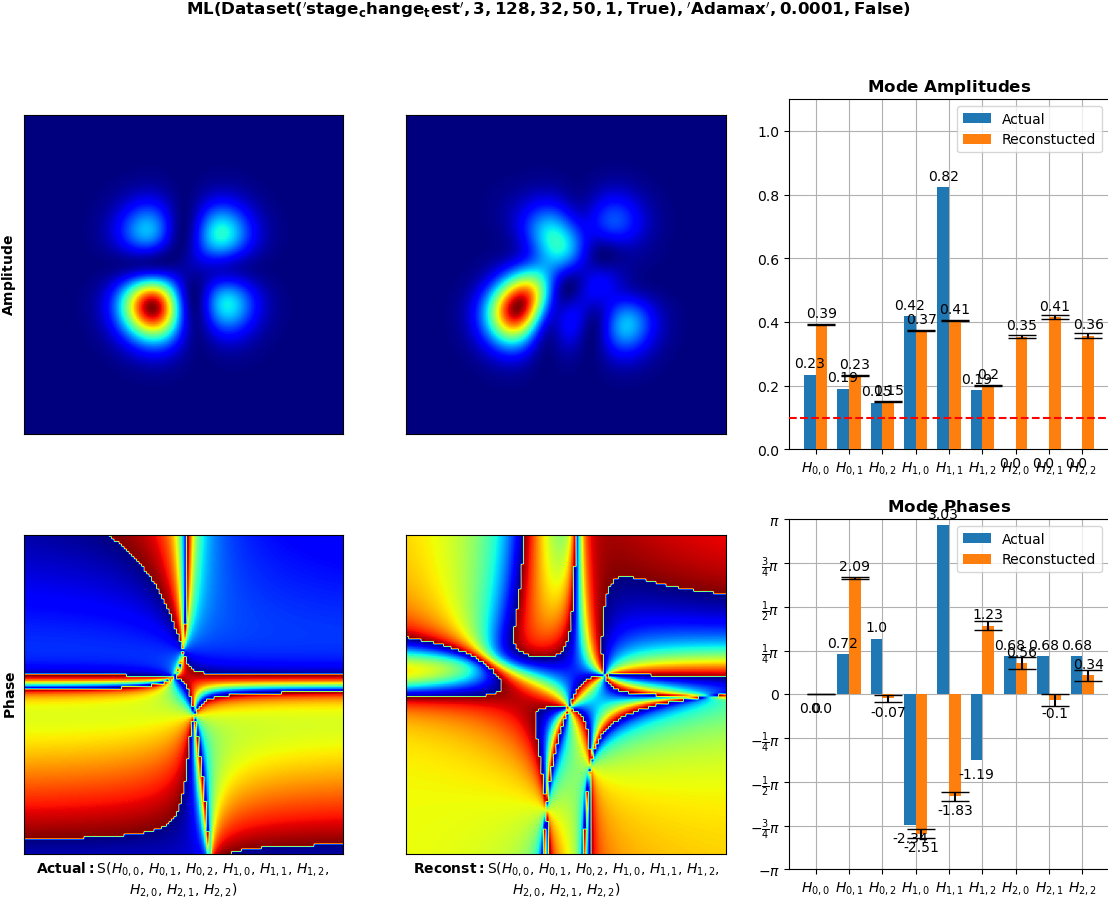 ML(Dataset('stage_change_test', 3, 128, 32, 50, 1, True), 'Adamax', 0.0001, False)
Amplitude
Mode Amplitudes
Actual
Reconstucted
1.0
0.8
0.6
0.4
0.2
0.0
0.23 0.19 0.15 0.42 0.82 0.19 0.0 0.0 0.0
0.39 0.23 0.15 0.37 0.41 0.2 0.35 0.41 0.36
H0,0 H0,1 H0,2 H1,0 H1,1 H1,2 H2,0 H2,1 H2,2
Phase
Mode Phases
Actual
Reconstucted
π
3/4π
1/2π
1/4π
0
−1/4π
−1/2π
−3/4π
−π
0.0 0.72 1.0 -2.34 3.03 -1.19 0.68 0.68 0.68
0.0 2.09 -0.07 -2.51 -1.83 1.23 0.56 -0.1 0.34
H0,0 H0,1 H0,2 H1,0 H1,1 H1,2 H2,0 H2,1 H2,2
Actual: S(H0,0, H0,1, H0,2, H1,0, H1,1, H1,2,
H2,0, H2,1, H2,2)
Reconst: S(H0,0, H0,1, H0,2, H1,0, H1,1, H1,2,
H2,0, H2,1, H2,2)